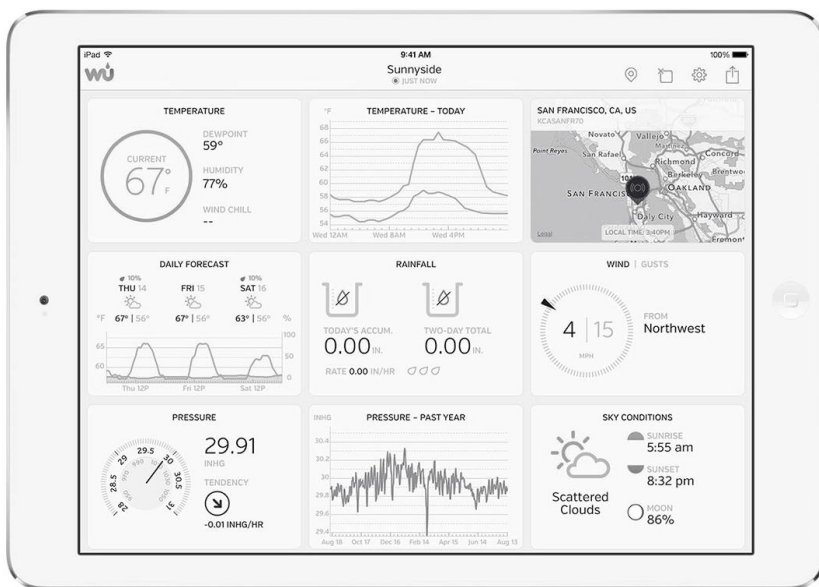 iPad
9:41 AM
100%
wu
Sunnyside
JUST NOW
TEMPERATURE
CURRENT
67°F
DEWPOINT
59°
HUMIDITY
77%
WIND CHILL
--
TEMPERATURE – TODAY
°F
68
66
64
62
60
58
56
54
Wed 12AM Wed 8AM Wed 4PM
SAN FRANCISCO, CA, US
KCASANFR70
Novato
Vallejo
Martinez
Point Reyes
San Rafael
Concord
Richmond
Berkeley
Brentwo
101
SAN FRANCISC
OAKLAND
Daly City
Hayward
LOCAL TIME: 3:40PM
Fremont
Legal
DAILY FORECAST
10% 10%
THU 14 FRI 15 SAT 16
°F 67° | 56° 67° | 56° 63° | 56° %
65
60
100
50
0
Thu 12P Fri 12P Sat 12P
RAINFALL
TODAY'S ACCUM.
0.00 IN.
TWO-DAY TOTAL
0.00 IN.
RATE 0.00 IN/HR
WIND | GUSTS
4 | 15
MPH
FROM
Northwest
PRESSURE
28 28.5 29 29.5 30 30.5 31
29.91
INHG
TENDENCY
-0.01 INHG/HR
PRESSURE – PAST YEAR
INHG
30.4
30.2
30
29.8
29.6
29.4
Aug 18 Oct 17 Dec 16 Feb 14 Apr 15 Jun 14 Aug 13
SKY CONDITIONS
Scattered
Clouds
SUNRISE
5:55 am
SUNSET
8:32 pm
MOON
86%